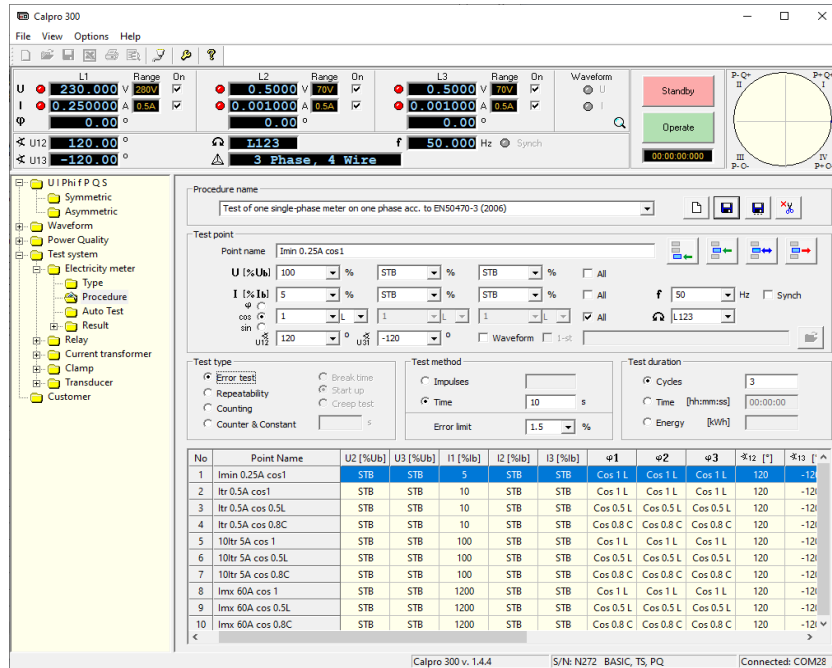 Calpro 300
File View Options Help
L1 Range On L2 Range On L3 Range On Waveform
U 230.000 V 280V 0.5000 V 70V 0.5000 V 70V U
I 0.250000 A 0.5A 0.001000 A 0.5A 0.001000 A 0.5A I
φ 0.00 ° 0.00 ° 0.00 °
U12 120.00 ° L123 f 50.000 Hz Synch
U13 -120.00 ° 3 Phase, 4 Wire
Standby
Operate
00:00:00:000
P-Q+ P+Q+
II I
III IV
P-Q- P+Q-
U I Phi f P Q S
Symmetric
Asymmetric
Waveform
Power Quality
Test system
Electricity meter
Type
Procedure
Auto Test
Result
Relay
Current transformer
Clamp
Transducer
Customer
Procedure name
Test of one single-phase meter on one phase acc. to EN50470-3 (2006)
Test point
Point name Imin 0.25A cos1
U [%Ub] 100 % STB % STB % All
I [%Ib] 5 % STB % STB % All f 50 Hz Synch
φ
cos 1 L 1 L 1 L All L123
sin
U12 120 ° U31 -120 ° Waveform I-st
Test type
Error test
Repeatability
Counting
Counter & Constant
Break time
Start up
Creep test
s
Test method
Impulses
Time 10 s
Error limit 1.5 %
Test duration
Cycles 3
Time [hh:mm:ss] 00:00:00
Energy [kWh]
No Point Name U2 [%Ub] U3 [%Ub] I1 [%Ib] I2 [%Ib] I3 [%Ib] φ1 φ2 φ3 ∢12 [°] ∢13 [°
1 Imin 0.25A cos1 STB STB 5 STB STB Cos 1 L Cos 1 L Cos 1 L 120 -120
2 Itr 0.5A cos1 STB STB 10 STB STB Cos 1 L Cos 1 L Cos 1 L 120 -120
3 Itr 0.5A cos 0.5L STB STB 10 STB STB Cos 0.5 L Cos 0.5 L Cos 0.5 L 120 -120
4 Itr 0.5A cos 0.8C STB STB 10 STB STB Cos 0.8 C Cos 0.8 C Cos 0.8 C 120 -120
5 10Itr 5A cos 1 STB STB 100 STB STB Cos 1 L Cos 1 L Cos 1 L 120 -120
6 10Itr 5A cos 0.5L STB STB 100 STB STB Cos 0.5 L Cos 0.5 L Cos 0.5 L 120 -120
7 10Itr 5A cos 0.8C STB STB 100 STB STB Cos 0.8 C Cos 0.8 C Cos 0.8 C 120 -120
8 Imx 60A cos 1 STB STB 1200 STB STB Cos 1 L Cos 1 L Cos 1 L 120 -120
9 Imx 60A cos 0.5L STB STB 1200 STB STB Cos 0.5 L Cos 0.5 L Cos 0.5 L 120 -120
10 Imx 60A cos 0.8C STB STB 1200 STB STB Cos 0.8 C Cos 0.8 C Cos 0.8 C 120 -120
Calpro 300 v. 1.4.4 S/N: N272 BASIC, TS, PQ Connected: COM28